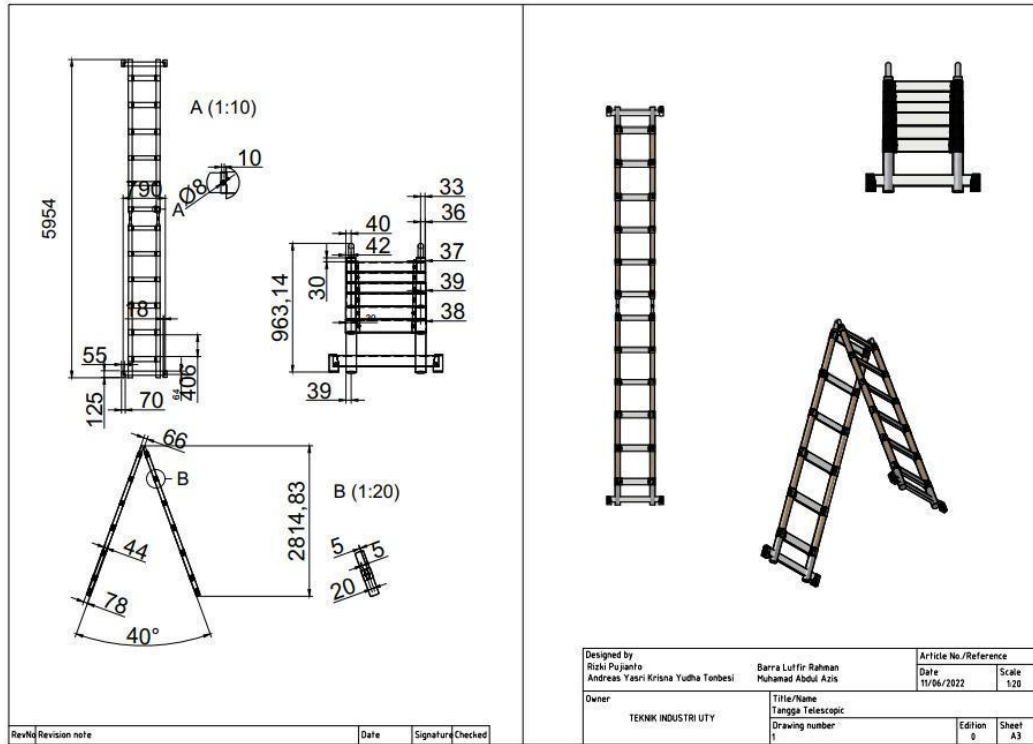 A (1:10)
10
Ø8
790
A
5954
18
55
406
64
125
70
33
40
36
42
37
963,14
30
39
20
38
39
66
B
B (1:20)
2814,83
44
5
5
20
78
40°
Designed by
Rizki Pujianto
Barra Lutfir Rahman
Andreas Yasri Krisna Yudha Tonbesi
Muhamad Abdul Azis
Article No./Reference
Date
11/06/2022
Scale
1:20
Owner
TEKNIK INDUSTRI UTY
Title/Name
Tangga Telescopic
Drawing number
1
Edition
0
Sheet
A3
RevNo Revision note Date Signature Checked